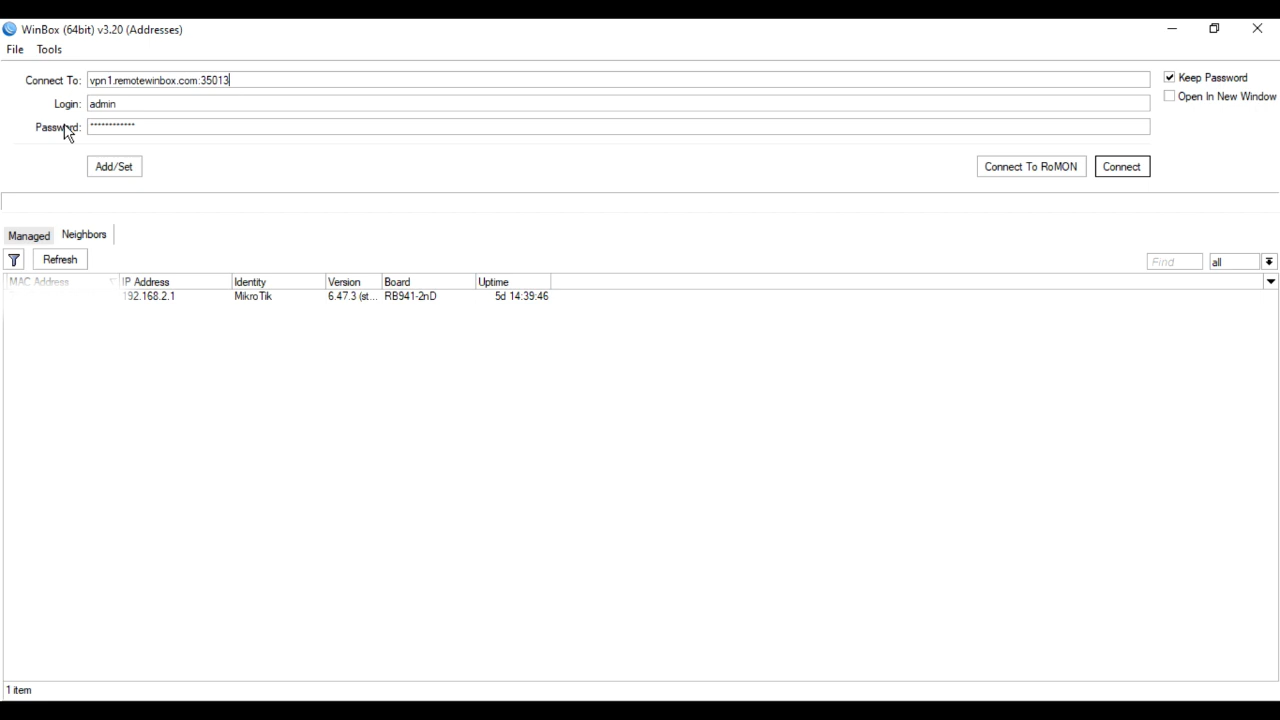 WinBox (64bit) v3.20 (Addresses)
File Tools
Connect To: vpn1.remotewinbox.com:35013
Keep Password
Login: admin
Open In New Window
Password: ************
Add/Set
Connect To RoMON
Connect
Managed
Neighbors
Refresh
Find
all
MAC Address IP Address Identity Version Board Uptime
192.168.2.1 MikroTik 6.47.3 (st... RB941-2nD 5d 14:39:46
1 item